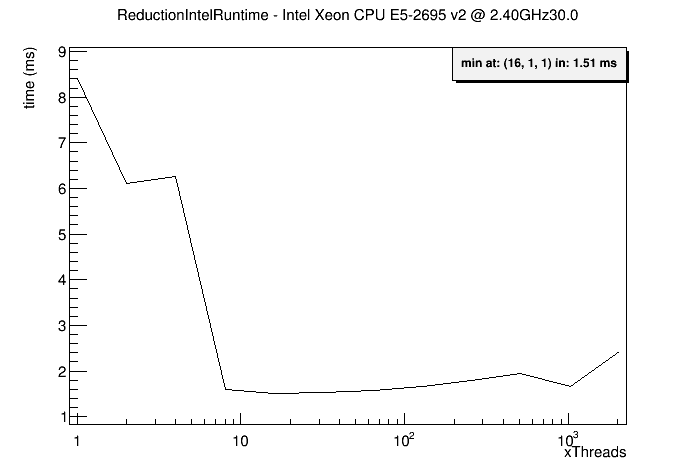 ReductionIntelRuntime - Intel Xeon CPU E5-2695 v2 @ 2.40GHz30.0
time (ms)
min at: (16, 1, 1) in: 1.51 ms
9
8
7
6
5
4
3
2
1
1 10 10² 10³
xThreads